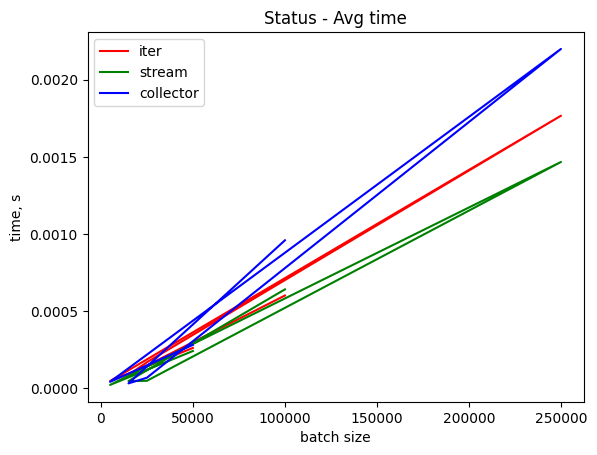 Status - Avg time
iter
stream
collector
0.0020
0.0015
0.0010
0.0005
0.0000
time, s
0
50000
100000
150000
200000
250000
batch size